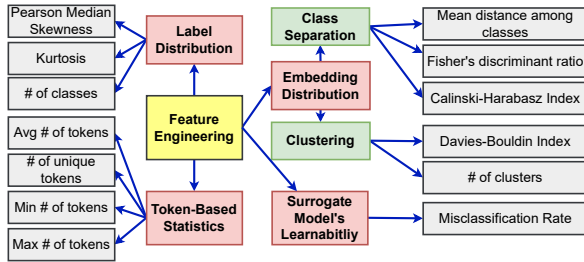 Pearson Median
Skewness
Kurtosis
# of classes
Avg # of tokens
# of unique
tokens
Min # of tokens
Max # of tokens
Label
Distribution
Feature
Engineering
Token-Based
Statistics
Class
Separation
Embedding
Distribution
Clustering
Surrogate
Model's
Learnabitliy
Mean distance among
classes
Fisher's discriminant ratio
Calinski-Harabasz Index
Davies-Bouldin Index
# of clusters
Misclassification Rate